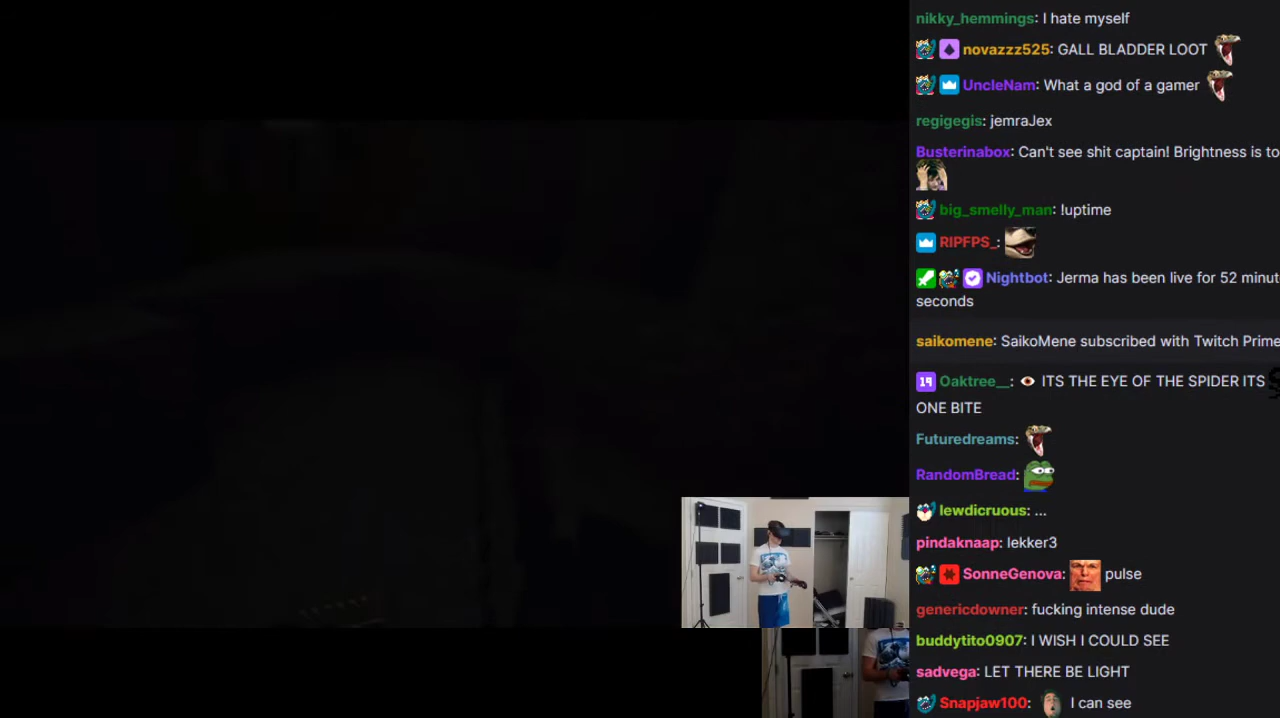 nikky_hemmings: I hate myself
novazzz525: GALL BLADDER LOOT
UncleNam: What a god of a gamer
regigegis: jemraJex
Busterinabox: Can't see shit captain! Brightness is to
big_smelly_man: !uptime
RIPFPS_:
Nightbot: Jerma has been live for 52 minut
seconds
saikomene: SaikoMene subscribed with Twitch Prime
19 Oaktree__: ITS THE EYE OF THE SPIDER ITS
ONE BITE
Futuredreams:
RandomBread:
lewdicruous: ...
pindaknaap: lekker3
SonneGenova: pulse
genericdowner: fucking intense dude
buddytito0907: I WISH I COULD SEE
sadvega: LET THERE BE LIGHT
Snapjaw100: I can see